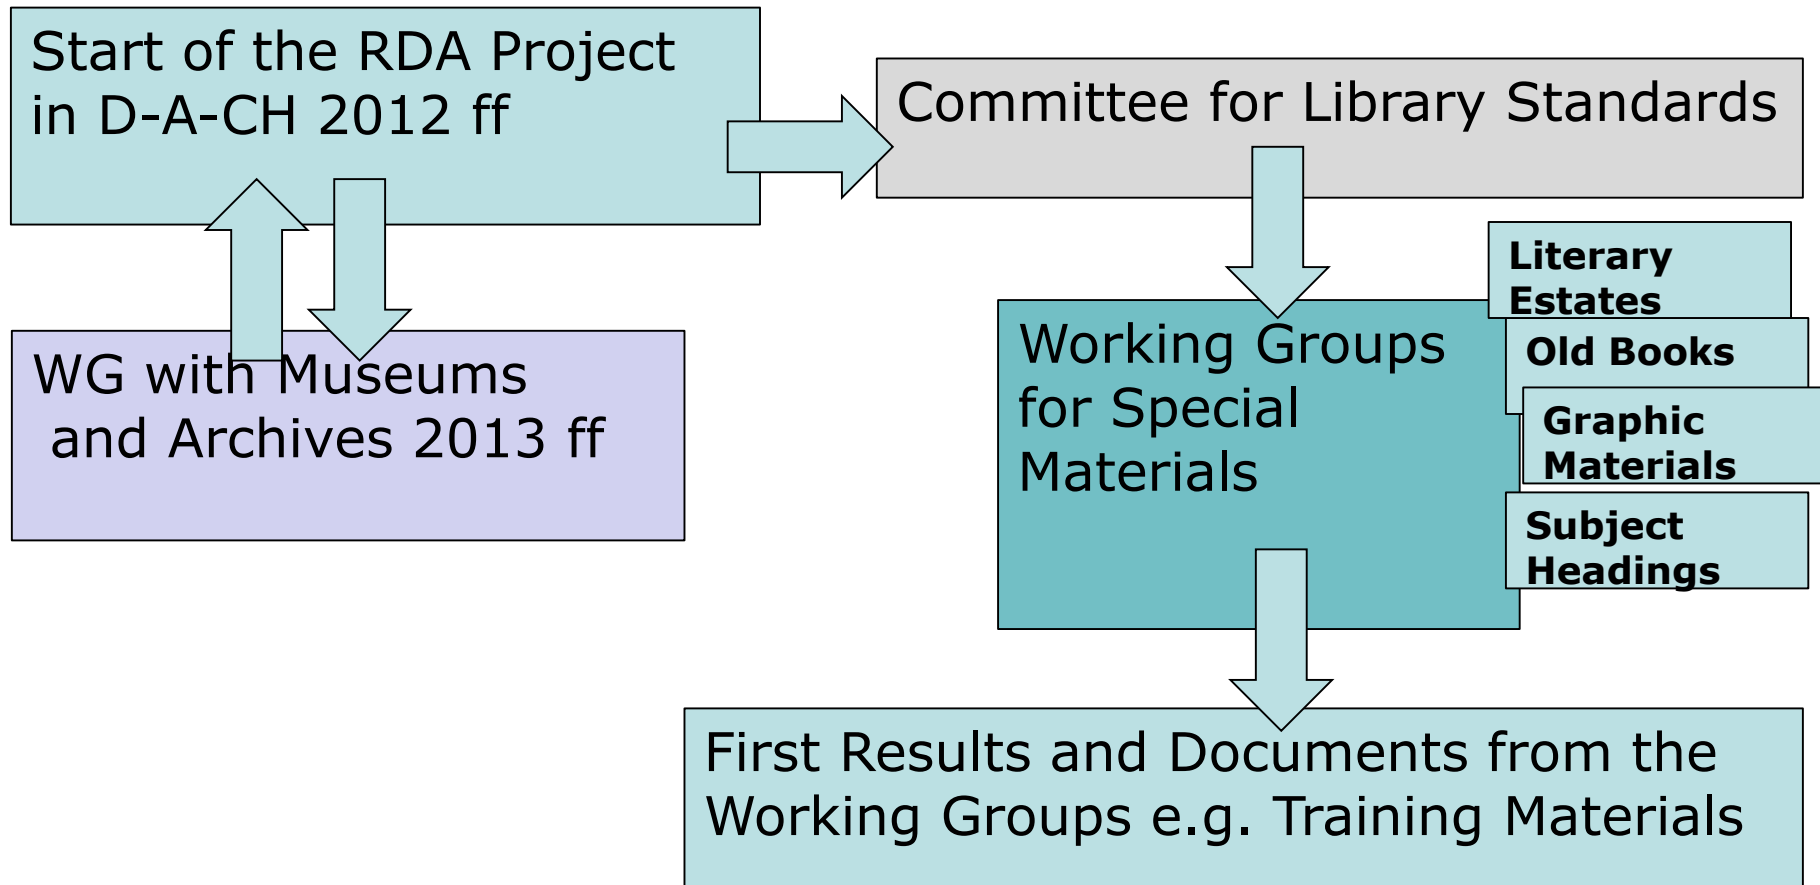 Start of the RDA Project
in D-A-CH 2012 ff
Committee for Library Standards
WG with Museums
and Archives 2013 ff
Working Groups
for Special
Materials
Literary
Estates
Old Books
Graphic
Materials
Subject
Headings
First Results and Documents from the
Working Groups e.g. Training Materials